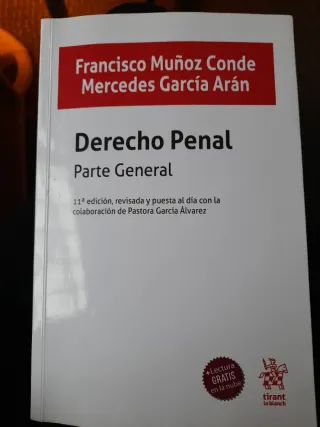 Francisco Muñoz Conde
Mercedes García Arán
Derecho Penal
Parte General
11ª edición, revisada y puesta al día con la
colaboración de Pastora García Álvarez
+Lectura
GRATIS
en la nube
tirant
lo blanch